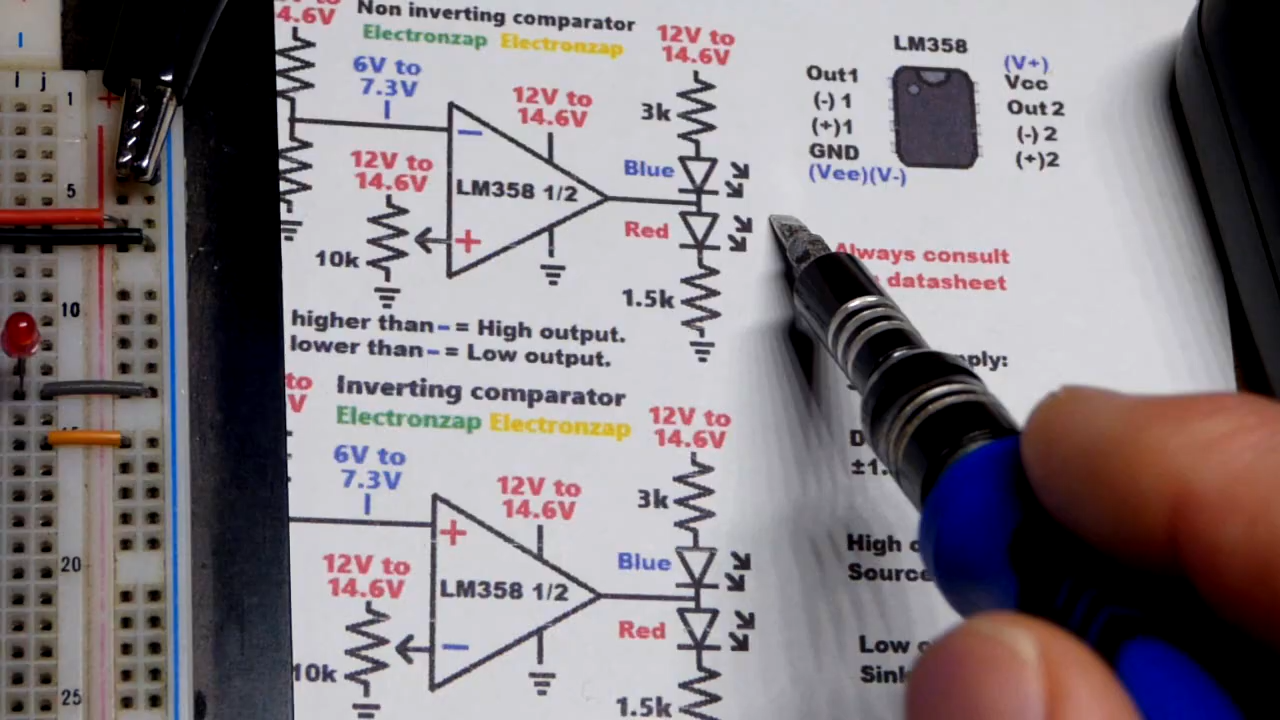 4.6V
Non inverting comparator
Electronzap Electronzap
12V to
14.6V
6V to
7.3V
12V to
14.6V
3k
12V to
14.6V
Blue
LM358 1/2
Red
10k
1.5k
higher than - = High output.
lower than - = Low output.
LM358
Out1
(-) 1
(+)1
GND
(Vee)(V-)
(V+)
Vcc
Out 2
(-) 2
(+)2
Always consult
datasheet
to
V
Inverting comparator
Electronzap Electronzap
12V to
14.6V
6V to
7.3V
12V to
14.6V
3k
12V to
14.6V
Blue
LM358 1/2
Red
10k
1.5k
High
Source
Low
i j
1
5
10
20
25